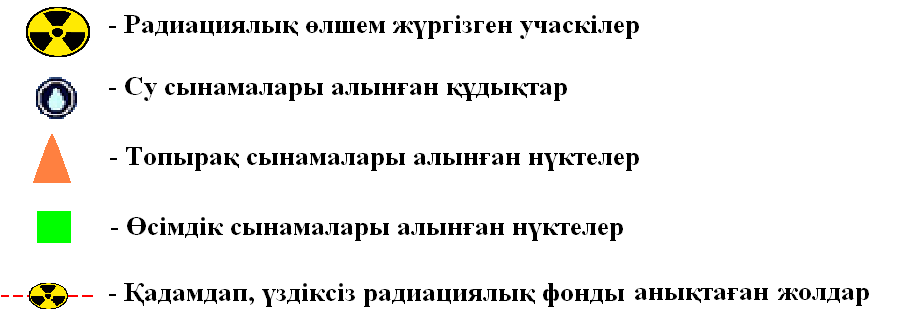 - Радиациялық өлшем жүргізген учаскілер
- Су сынамалары алынған құдықтар
- Топырақ сынамалары алынған нүктелер
- Өсімдік сынамалары алынған нүктелер
- Қадамдап, үздіксіз радиациялық фонды анықтаған жолдар